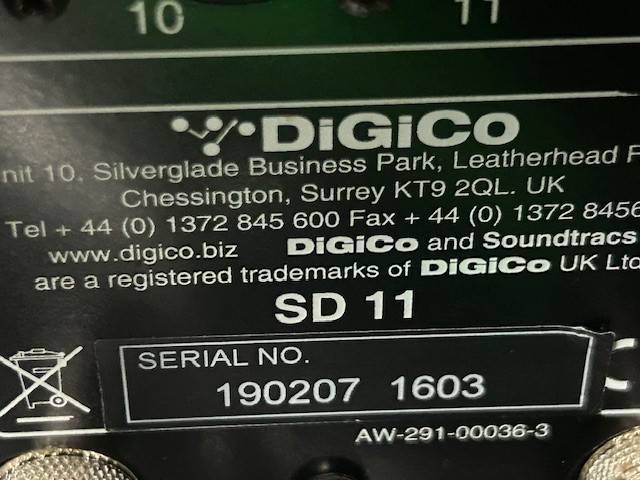 10 11
DiGiCo
nit 10, Silverglade Business Park, Leatherhead
Chessington, Surrey KT9 2QL. UK
Tel + 44 (0) 1372 845 600 Fax + 44 (0) 1372 8456
www.digico.biz DiGiCo and Soundtracs
are a registered trademarks of DiGiCo UK Ltd
SD 11
SERIAL NO.
190207 1603
AW-291-00036-3